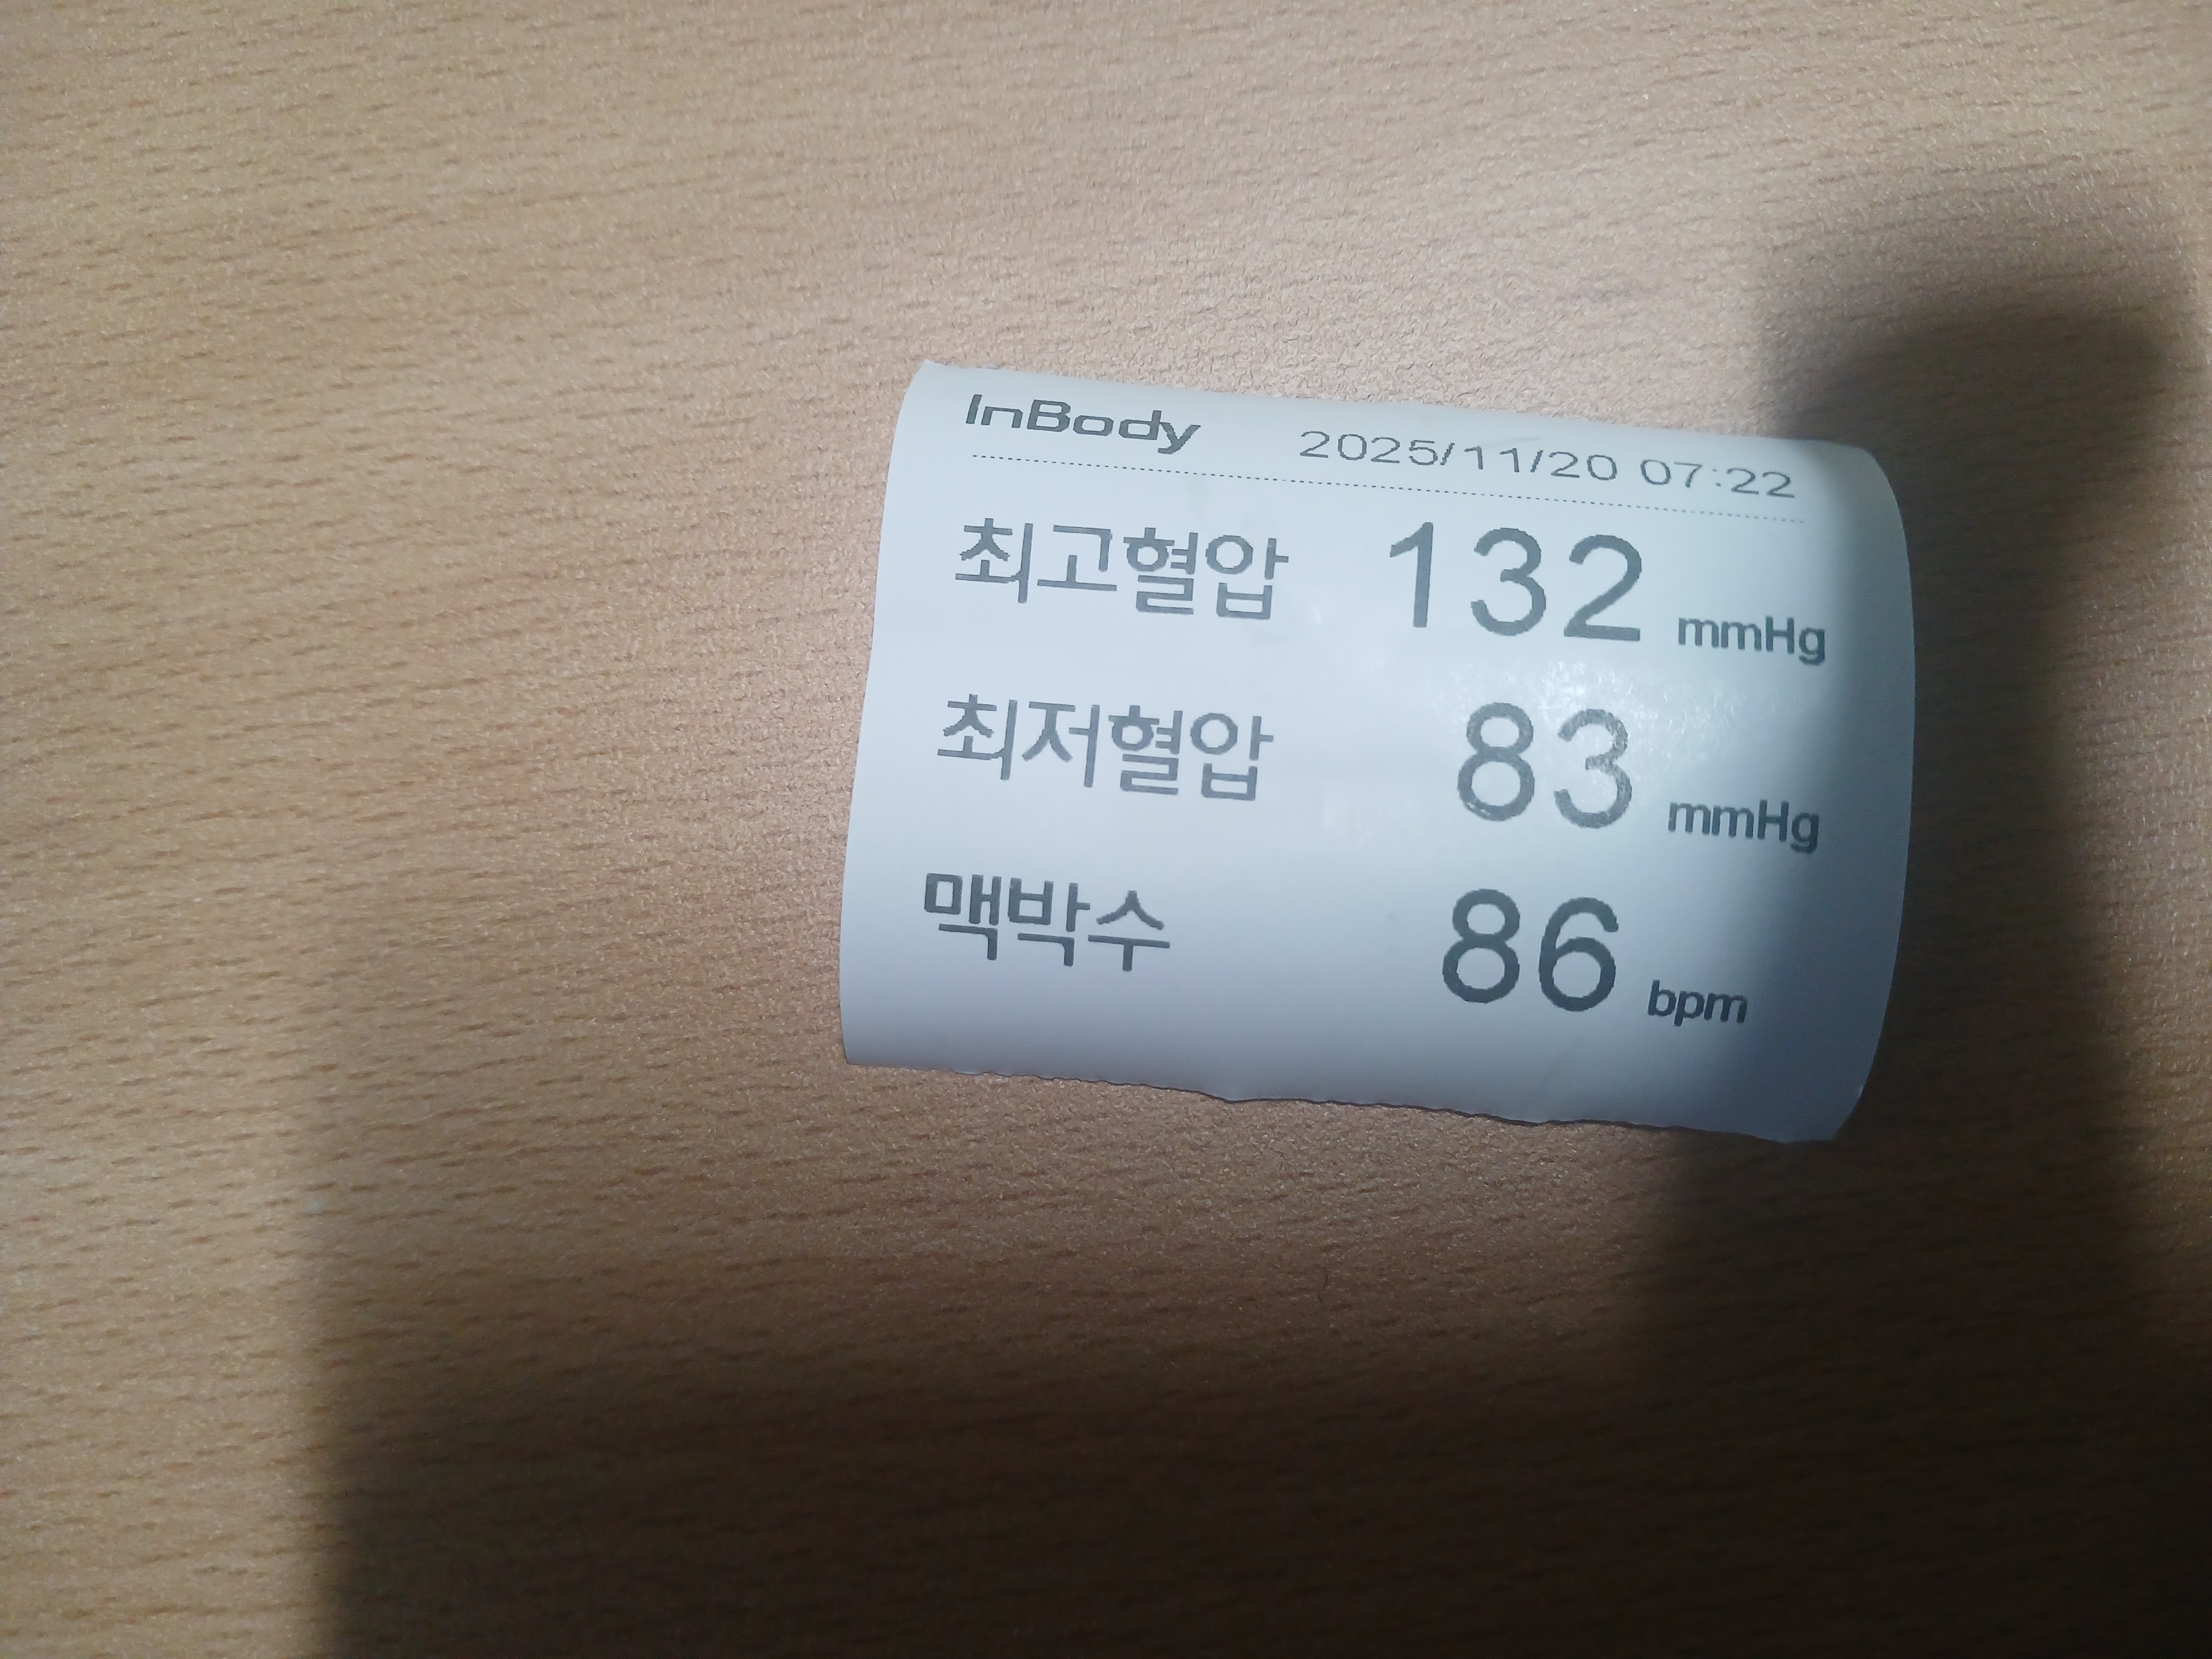 InBody 2025/11/20 07:22
최고혈압 132 mmHg
최저혈압 83 mmHg
맥박수 86 bpm